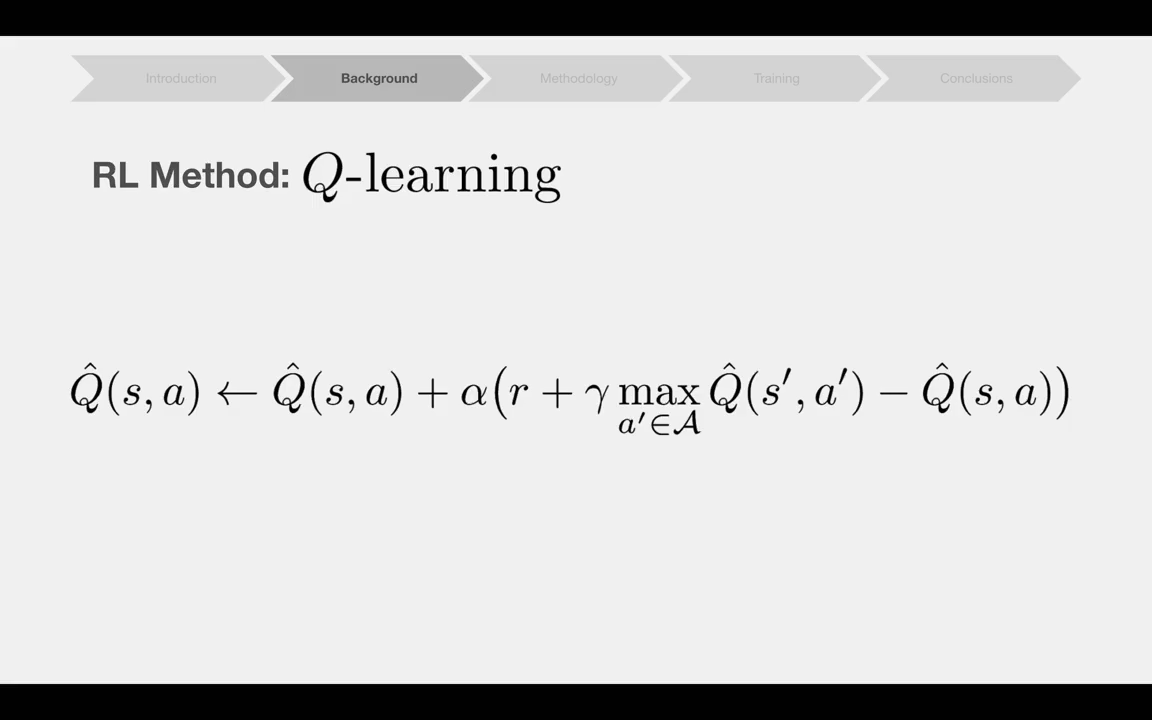 Introduction Background Methodology Training Conclusions
RL Method: Q-learning
Q̂(s, a) ← Q̂(s, a) + α(r + γ max_{a′∈𝒜} Q̂(s′, a′) − Q̂(s, a))